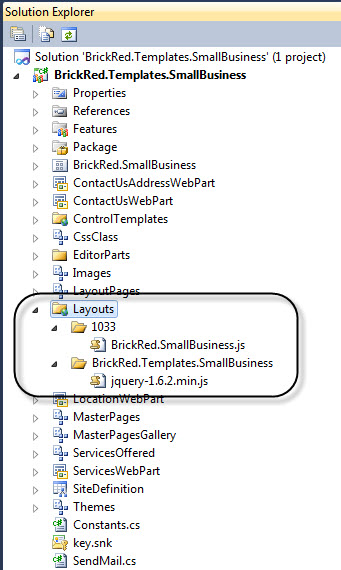 Solution Explorer
Solution 'BrickRed.Templates.SmallBusiness' (1 project)
BrickRed.Templates.SmallBusiness
Properties
References
Features
Package
BrickRed.SmallBusiness
ContactUsAddressWebPart
ContactUsWebPart
ControlTemplates
CssClass
EditorParts
Images
LayoutPages
Layouts
1033
BrickRed.SmallBusiness.js
BrickRed.Templates.SmallBusiness
jquery-1.6.2.min.js
LocationWebPart
MasterPages
MasterPagesGallery
ServicesOffered
ServicesWebPart
SiteDefinition
Themes
Constants.cs
key.snk
SendMail.cs